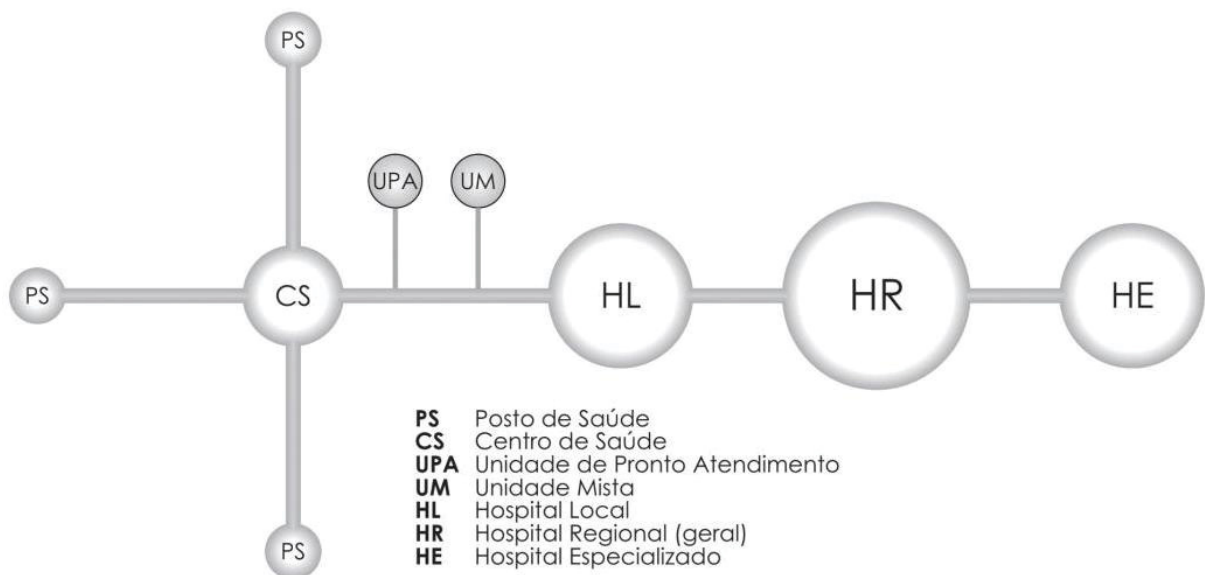 PS
UPA UM
PS CS HL HR HE
PS Posto de Saúde
CS Centro de Saúde
UPA Unidade de Pronto Atendimento
UM Unidade Mista
HL Hospital Local
HR Hospital Regional (geral)
HE Hospital Especializado
PS